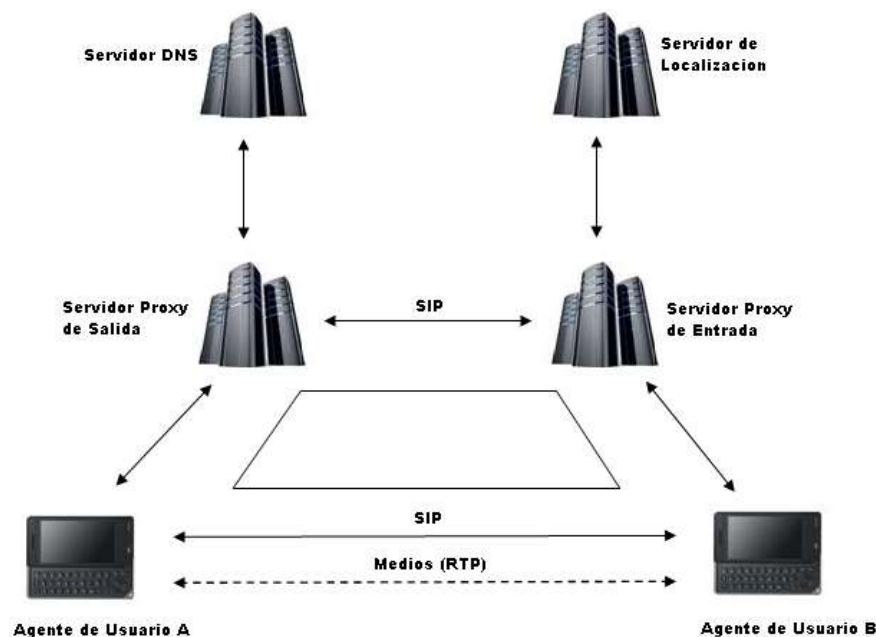 Servidor DNS
Servidor de
Localizacion
Servidor Proxy
de Salida
SIP
Servidor Proxy
de Entrada
SIP
Medios (RTP)
Agente de Usuario A
Agente de Usuario B